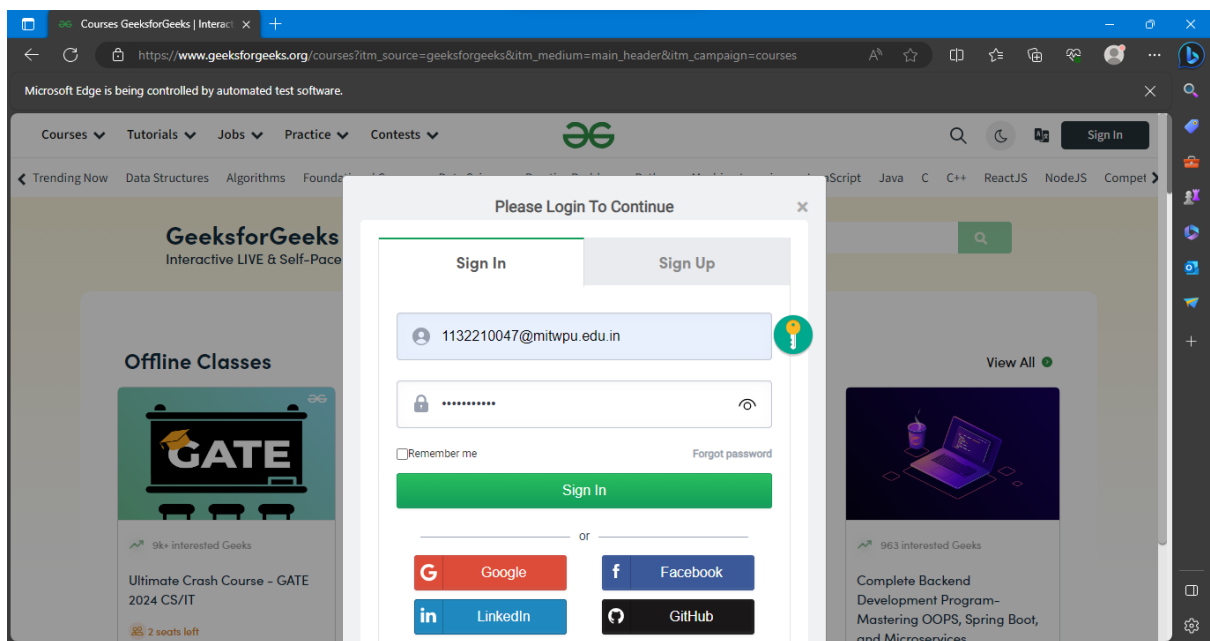 Courses GeeksforGeeks | Interact
https://www.geeksforgeeks.org/courses?itm_source=geeksforgeeks&itm_medium=main_header&itm_campaign=courses
Microsoft Edge is being controlled by automated test software.
Courses Tutorials Jobs Practice Contests Sign In
Trending Now Data Structures Algorithms Script Java C C++ ReactJS NodeJS Compet
Please Login To Continue
GeeksforGeeks
Interactive LIVE & Self-Pace
Sign In Sign Up
1132210047@mitwpu.edu.in
•••••••••••
Remember me Forgot password
Sign In
or
Google Facebook
LinkedIn GitHub
Offline Classes View All
GATE
9k+ interested Geeks
Ultimate Crash Course - GATE
2024 CS/IT
2 seats left
963 interested Geeks
Complete Backend
Development Program-
Mastering OOPS, Spring Boot,
and Microservices